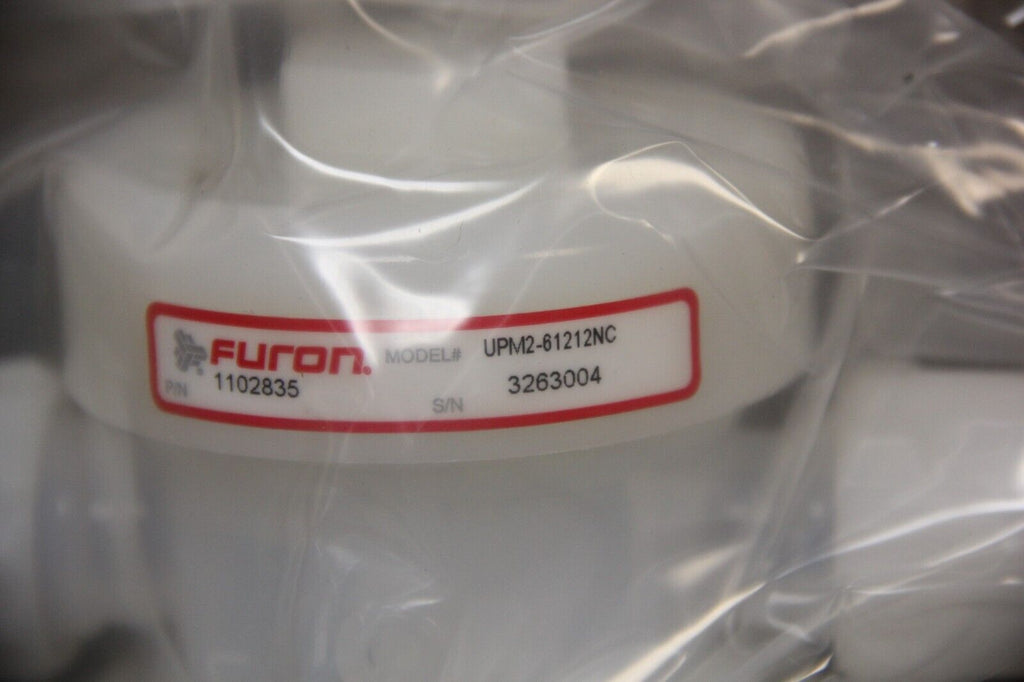 FURON. MODEL# UPM2-61212NC
P/N 1102835 S/N 3263004